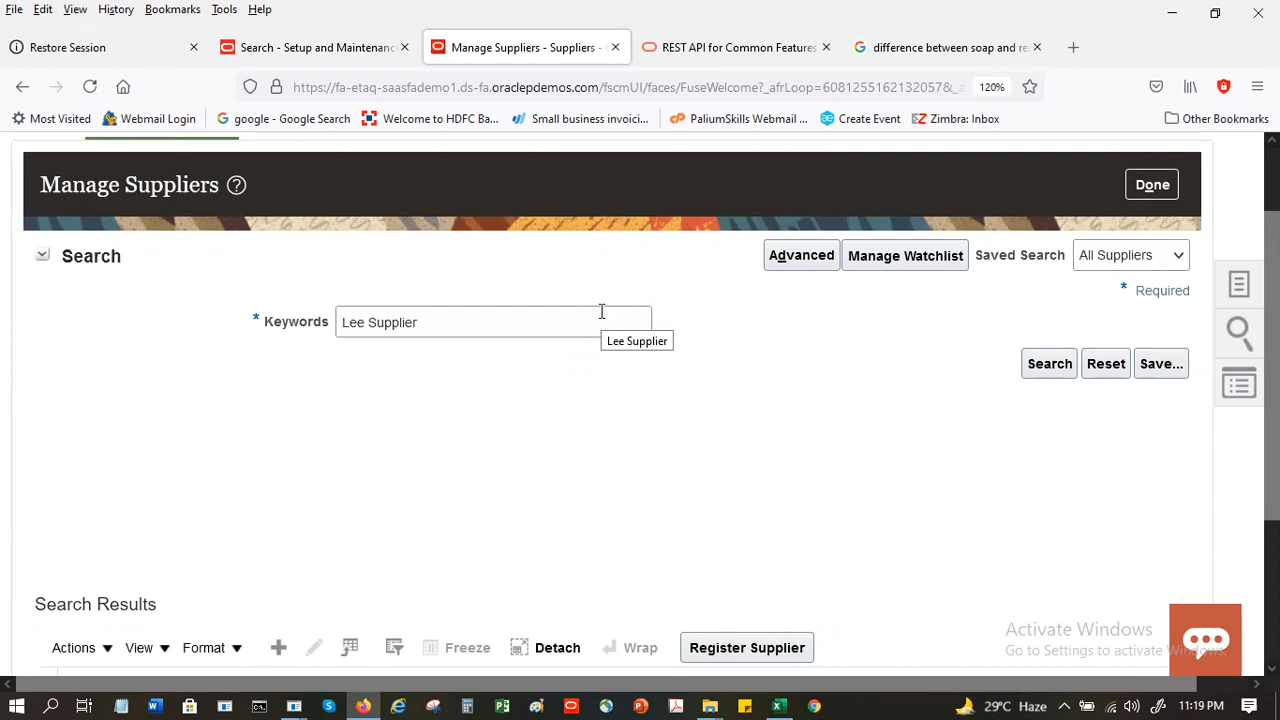 File Edit View History Bookmarks Tools Help
Restore Session
Search - Setup and Maintenance
Manage Suppliers - Suppliers -
REST API for Common Features
difference between soap and re
https://fa-etaq-saasfademo1.ds-fa.oraclepdemos.com/fscmUI/faces/FuseWelcome?_afrLoop=6081255162132057&_a 120%
Most Visited Webmail Login google - Google Search Welcome to HDFC Ba... Small business invoici... PaliumSkills Webmail ... Create Event Zimbra: Inbox Other Bookmarks
Manage Suppliers ? Done
Search Advanced Manage Watchlist Saved Search All Suppliers
* Required
* Keywords Lee Supplier
Lee Supplier
Search Reset Save...
Search Results
Actions View Format Freeze Detach Wrap Register Supplier
Activate Windows
Go to Settings to activate Windows.
29°C Haze 11:19 PM